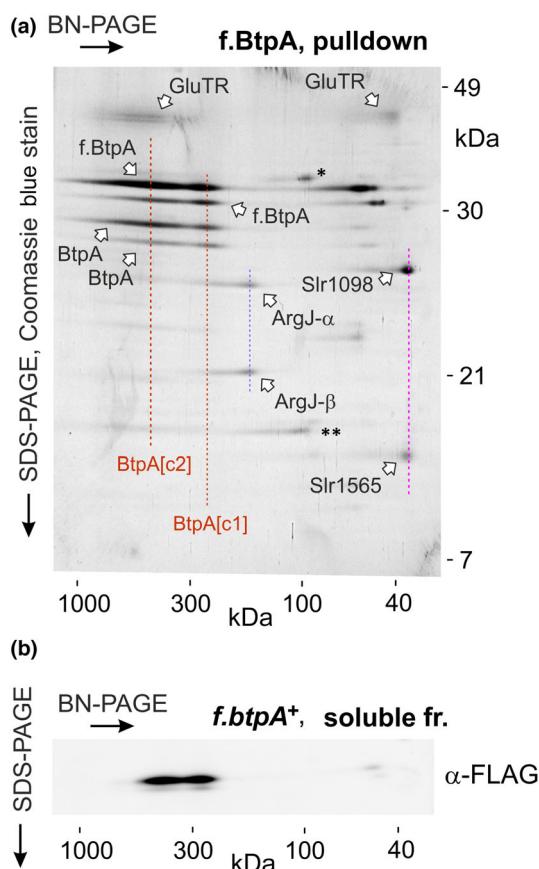 (a) BN-PAGE f.BtpA, pulldown
GluTR GluTR - 49
kDa
f.BtpA *
- 30
f.BtpA
BtpA
BtpA
Slr1098
ArgJ-α
- 21
ArgJ-β
**
BtpA[c2] Slr1565
BtpA[c1]
- 7
SDS-PAGE, Coomassie blue stain
1000 300 100 40
kDa
(b)
BN-PAGE f.btpA+, soluble fr.
SDS-PAGE
α-FLAG
1000 300 100 40
kDa